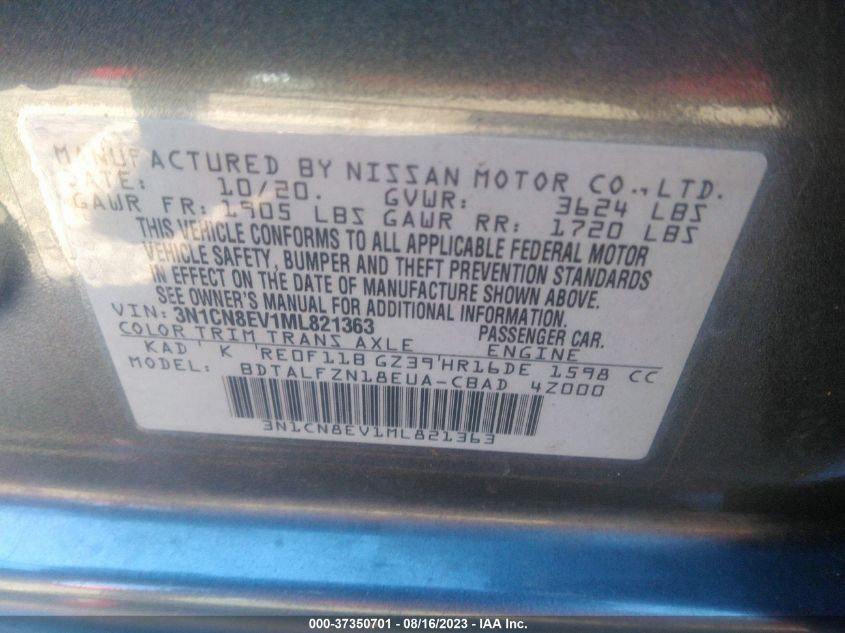 MANUFACTURED BY NISSAN MOTOR CO., LTD.
DATE: 10/20. GVWR: 3624 LBS
GAWR FR: 1905 LBS GAWR RR: 1720 LBS
THIS VEHICLE CONFORMS TO ALL APPLICABLE FEDERAL MOTOR
VEHICLE SAFETY, BUMPER AND THEFT PREVENTION STANDARDS
IN EFFECT ON THE DATE OF MANUFACTURE SHOWN ABOVE.
SEE OWNER'S MANUAL FOR ADDITIONAL INFORMATION.
VIN: 3N1CN8EV1ML821363 PASSENGER CAR.
COLOR TRIM TRANS AXLE ENGINE
KAD' K 'RE0F11B GZ39'HR16DE 1598 CC
MODEL: BDTALFZN18EUA-CBAD 4Z000
3N1CN8EV1ML821363
000-37350701 - 08/16/2023 - IAA Inc.